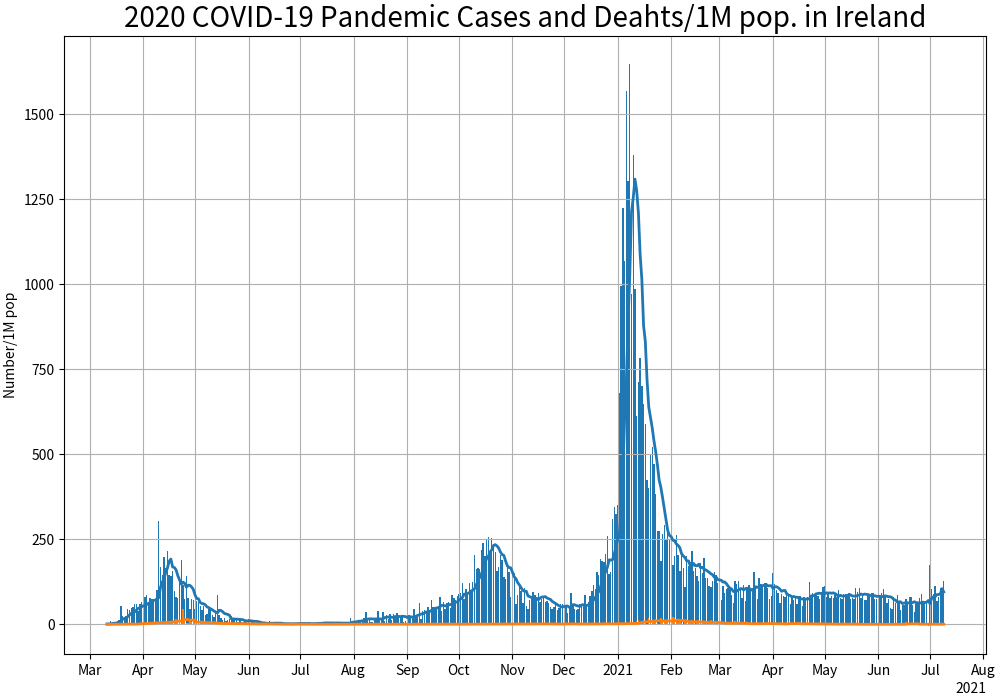 2020 COVID-19 Pandemic Cases and Deahts/1M pop. in Ireland
Number/1M pop
1500
1250
1000
750
500
250
0
Mar Apr May Jun Jul Aug Sep Oct Nov Dec 2021 Feb Mar Apr May Jun Jul Aug
2021